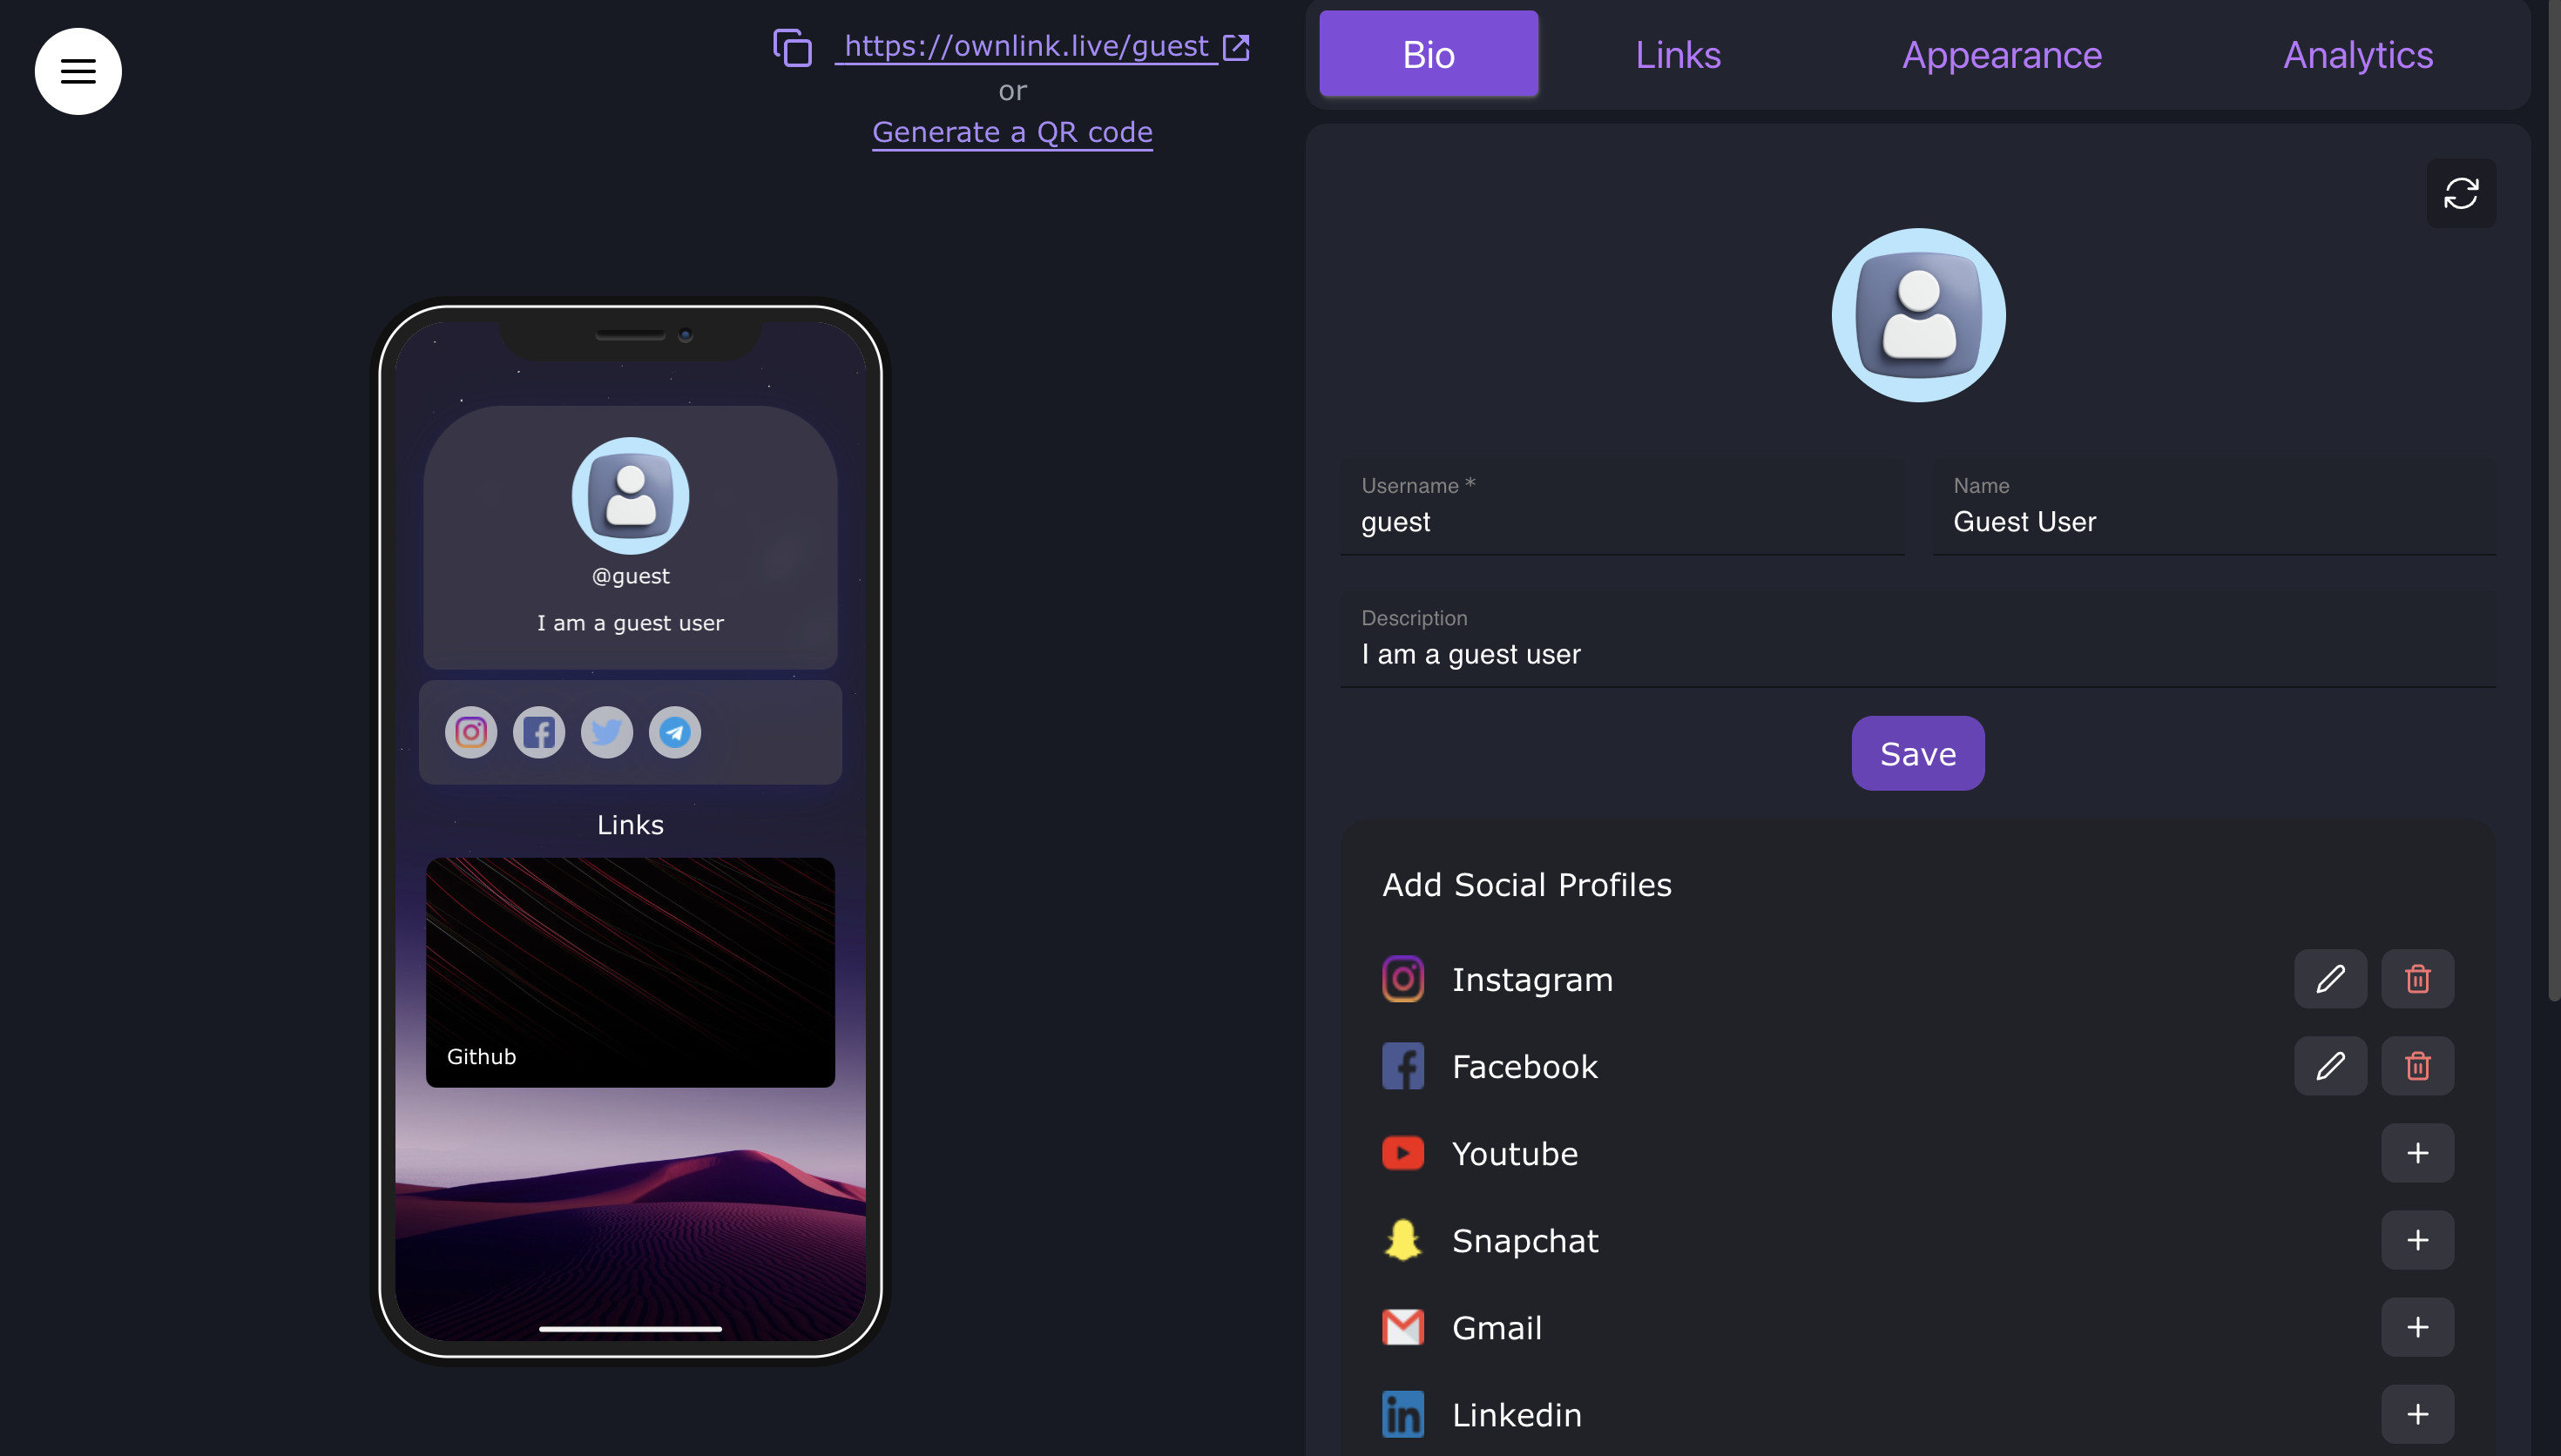 https://ownlink.live/guest
or
Generate a QR code
@guest
I am a guest user
Links
Github
Bio
Links
Appearance
Analytics
Username *
guest
Name
Guest User
Description
I am a guest user
Save
Add Social Profiles
Instagram
Facebook
Youtube
Snapchat
Gmail
Linkedin